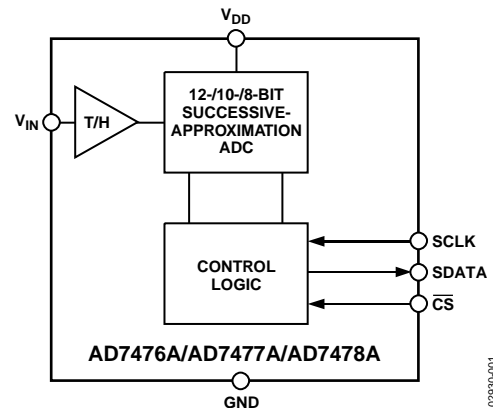 VDD
12-/10-/8-BIT
SUCCESSIVE-
APPROXIMATION
ADC
VIN
T/H
CONTROL
LOGIC
SCLK
SDATA
C̅S̅
AD7476A/AD7477A/AD7478A
GND
02930-001